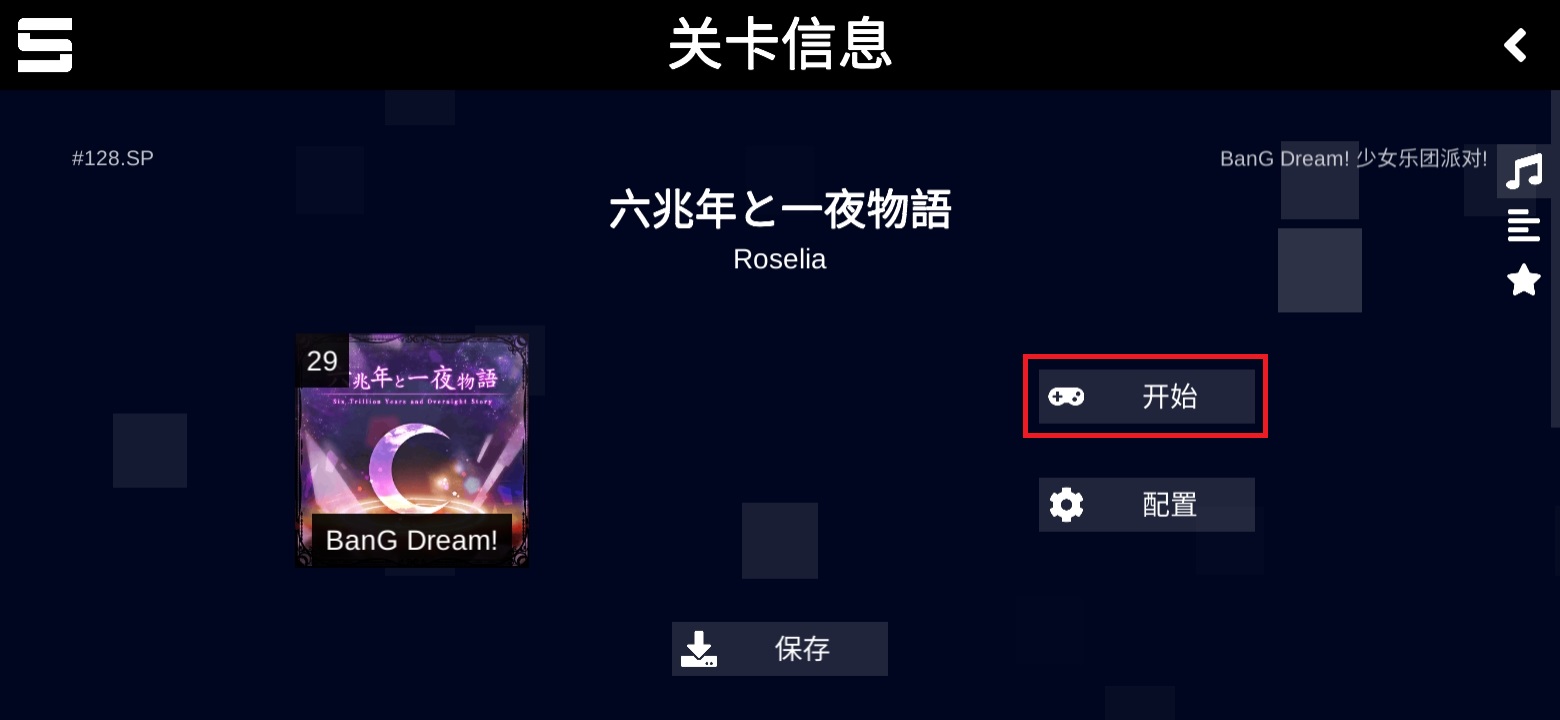 关卡信息
#128.SP
BanG Dream! 少女乐团派对!
六兆年と一夜物語
Roselia
29
六兆年と一夜物語
Six Trillion Years and Overnight Story
BanG Dream!
开始
配置
保存